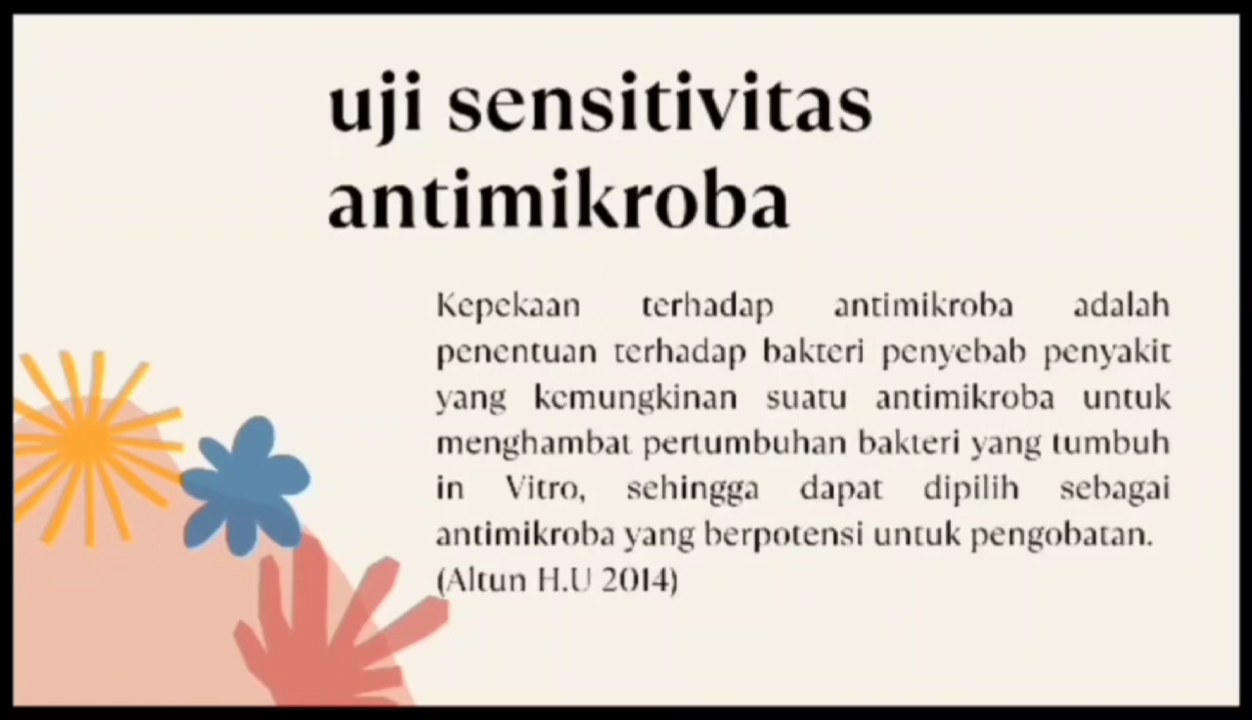 uji sensitivitas
antimikroba
Kepekaan terhadap antimikroba adalah
penentuan terhadap bakteri penyebab penyakit
yang kemungkinan suatu antimikroba untuk
menghambat pertumbuhan bakteri yang tumbuh
in Vitro, sehingga dapat dipilih sebagai
antimikroba yang berpotensi untuk pengobatan.
(Altun H.U 2014)